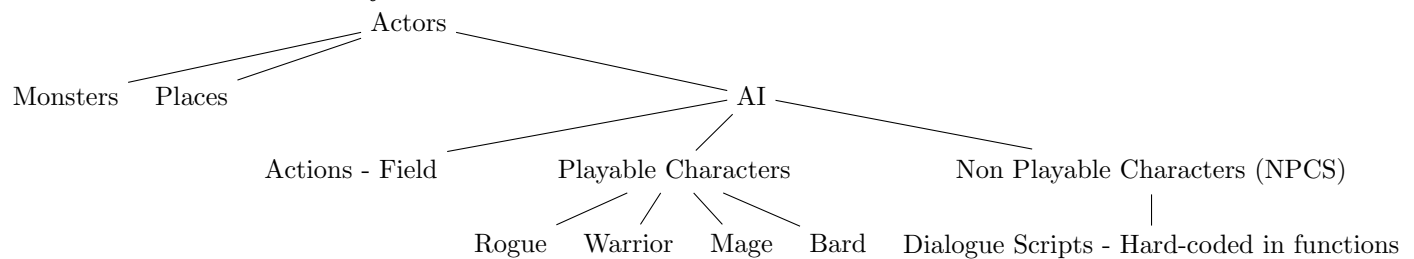 Actors
Monsters Places AI
Actions - Field Playable Characters Non Playable Characters (NPCS)
Rogue Warrior Mage Bard Dialogue Scripts - Hard-coded in functions